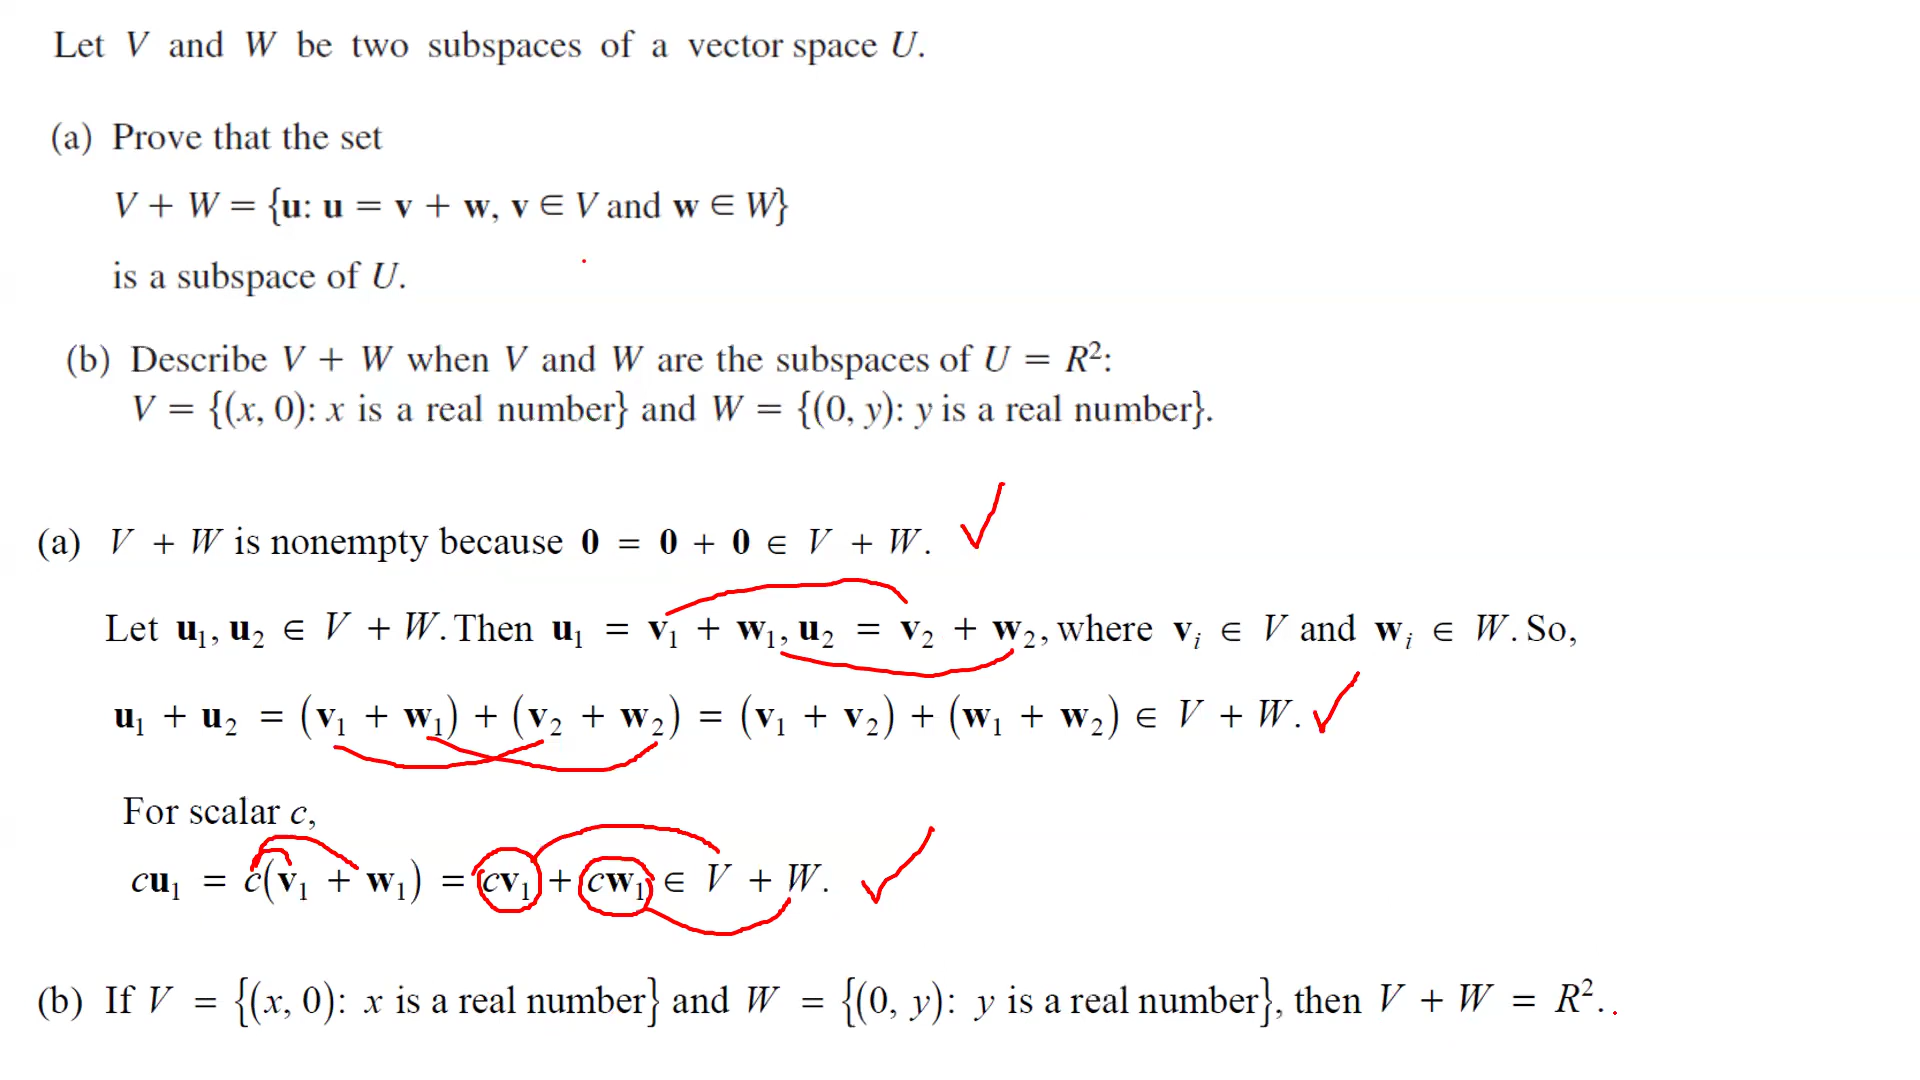 Let V and W be two subspaces of a vector space U.
(a) Prove that the set
V + W = {u: u = v + w, v ∈ V and w ∈ W}
is a subspace of U.
(b) Describe V + W when V and W are the subspaces of U = R²:
V = {(x, 0): x is a real number} and W = {(0, y): y is a real number}.
(a) V + W is nonempty because 0 = 0 + 0 ∈ V + W.
Let u₁, u₂ ∈ V + W. Then u₁ = v₁ + w₁, u₂ = v₂ + w₂, where vᵢ ∈ V and wᵢ ∈ W. So,
u₁ + u₂ = (v₁ + w₁) + (v₂ + w₂) = (v₁ + v₂) + (w₁ + w₂) ∈ V + W.
For scalar c,
cu₁ = c(v₁ + w₁) = cv₁ + cw₁ ∈ V + W.
(b) If V = {(x, 0): x is a real number} and W = {(0, y): y is a real number}, then V + W = R².